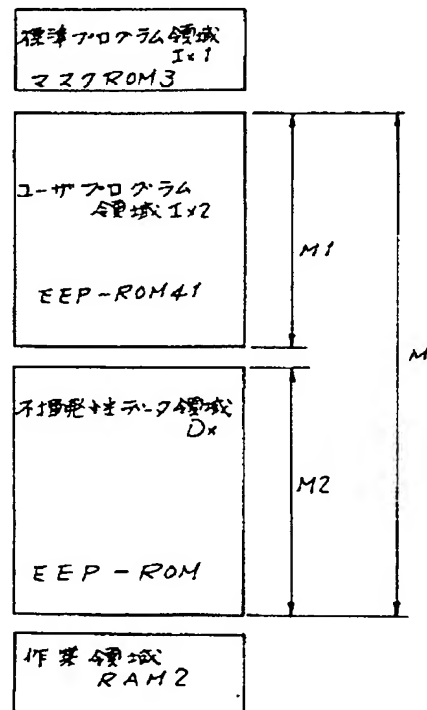 標準プログラム領域
Ix1
マスクROM3
ユーザプログラム
領域Ix2
EEP-ROM41
M1
M
不揮発性データ領域
Dx
M2
EEP-ROM
作業領域
RAM2